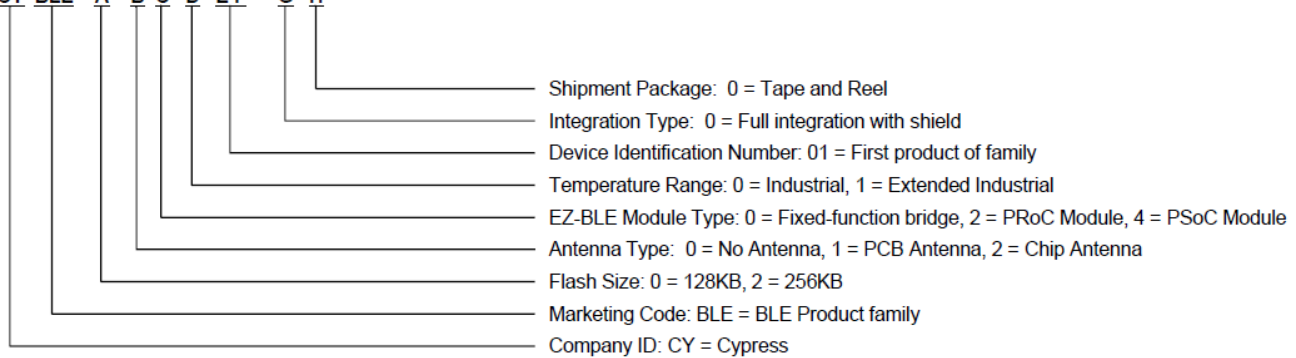 Shipment Package: 0 = Tape and Reel
Integration Type: 0 = Full integration with shield
Device Identification Number: 01 = First product of family
Temperature Range: 0 = Industrial, 1 = Extended Industrial
EZ-BLE Module Type: 0 = Fixed-function bridge, 2 = PRoC Module, 4 = PSoC Module
Antenna Type: 0 = No Antenna, 1 = PCB Antenna, 2 = Chip Antenna
Flash Size: 0 = 128KB, 2 = 256KB
Marketing Code: BLE = BLE Product family
Company ID: CY = Cypress